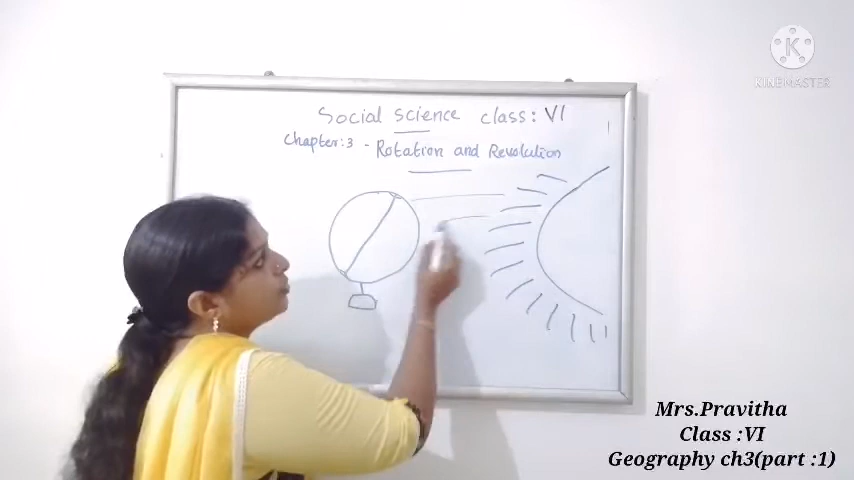 KINEMASTER
Social science class: VI
Chapter:3 - Rotation and Revolution
Mrs.Pravitha
Class :VI
Geography ch3(part :1)